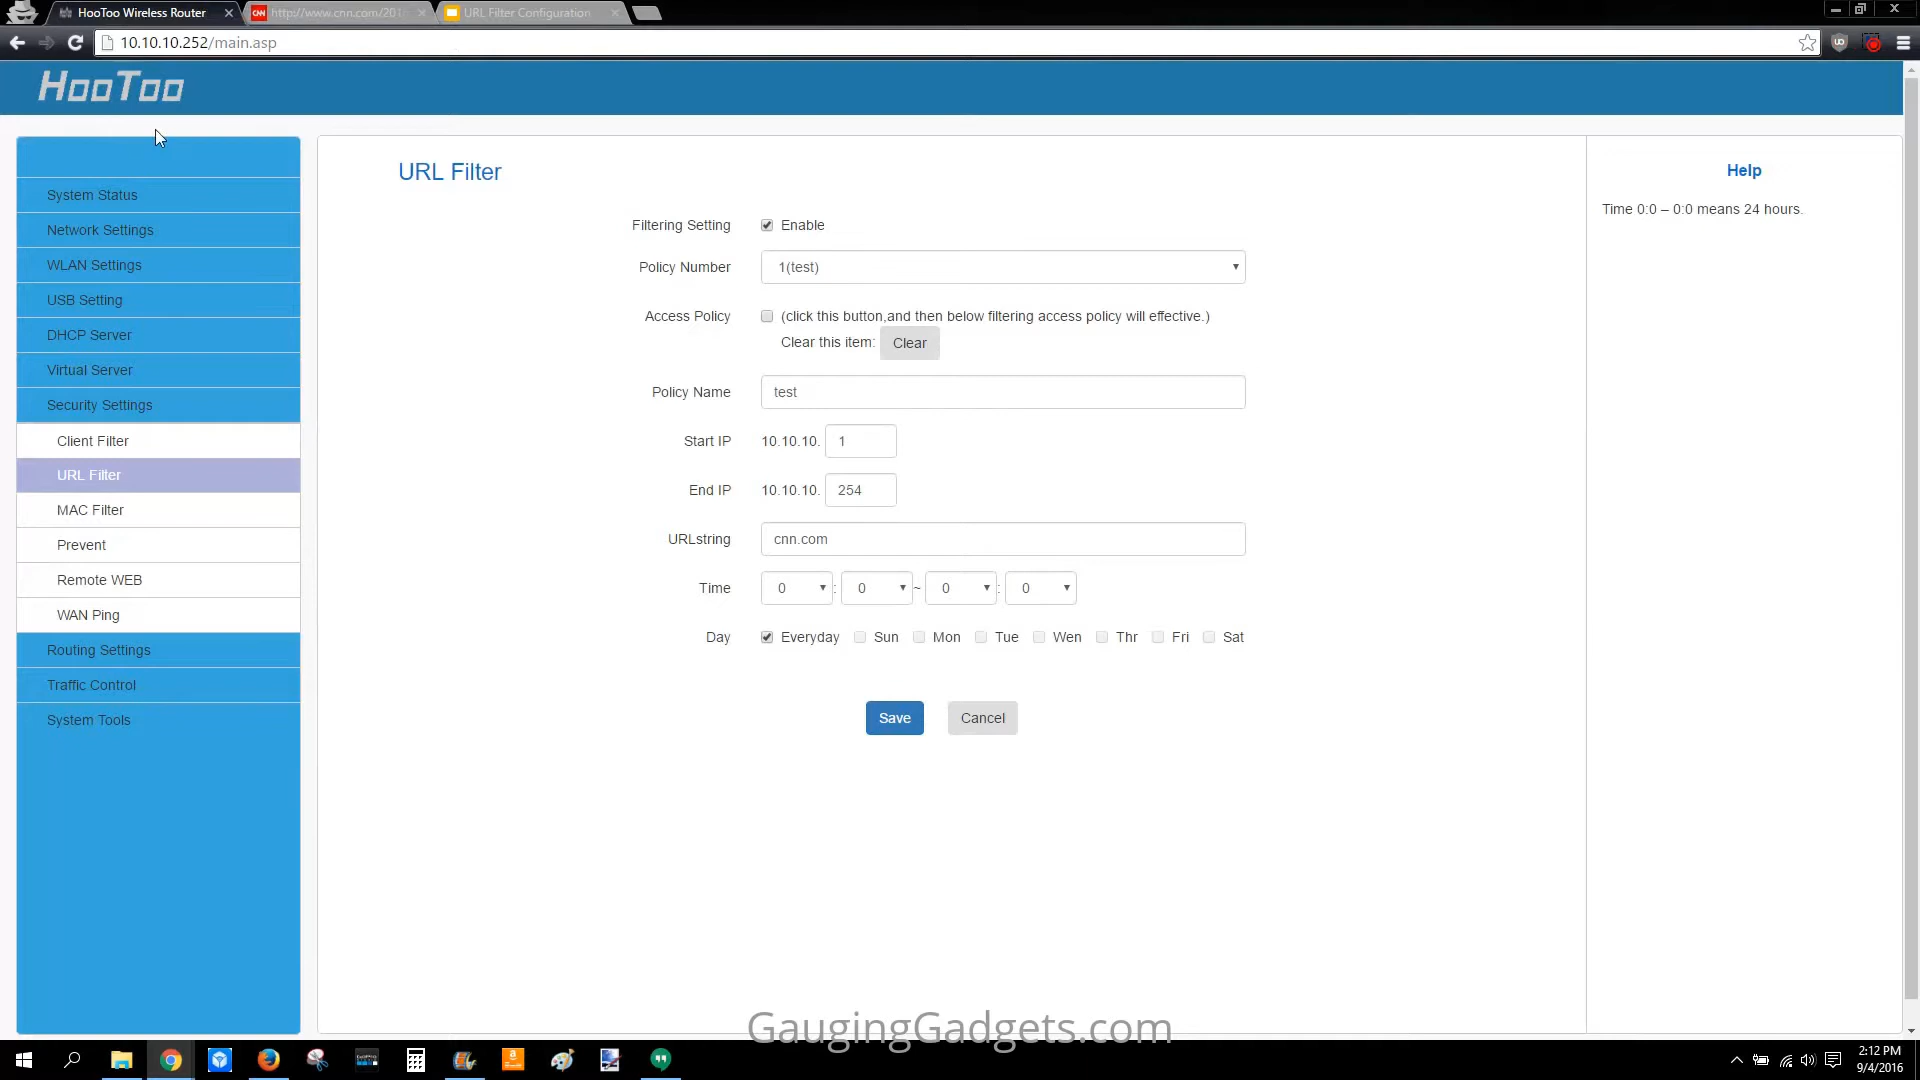 HooToo Wireless Router
http://www.cnn.com/201
URL Filter Configuration
10.10.10.252/main.asp
HooToo
System Status
Network Settings
WLAN Settings
USB Setting
DHCP Server
Virtual Server
Security Settings
Client Filter
URL Filter
MAC Filter
Prevent
Remote WEB
WAN Ping
Routing Settings
Traffic Control
System Tools
URL Filter
Filtering Setting Enable
Policy Number 1(test)
Access Policy (click this button,and then below filtering access policy will effective.)
Clear this item: Clear
Policy Name test
Start IP 10.10.10. 1
End IP 10.10.10. 254
URLstring cnn.com
Time 0 : 0 ~ 0 : 0
Day Everyday Sun Mon Tue Wen Thr Fri Sat
Save Cancel
Help
Time 0:0 – 0:0 means 24 hours.
GaugingGadgets.com
2:12 PM
9/4/2016